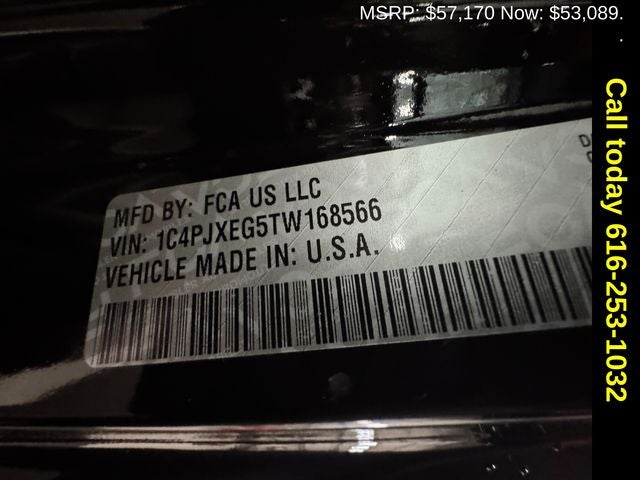 MSRP: $57,170 Now: $53,089.
MFD BY: FCA US LLC
VIN: 1C4PJXEG5TW168566
VEHICLE MADE IN: U.S.A.
Call today 616-253-1032